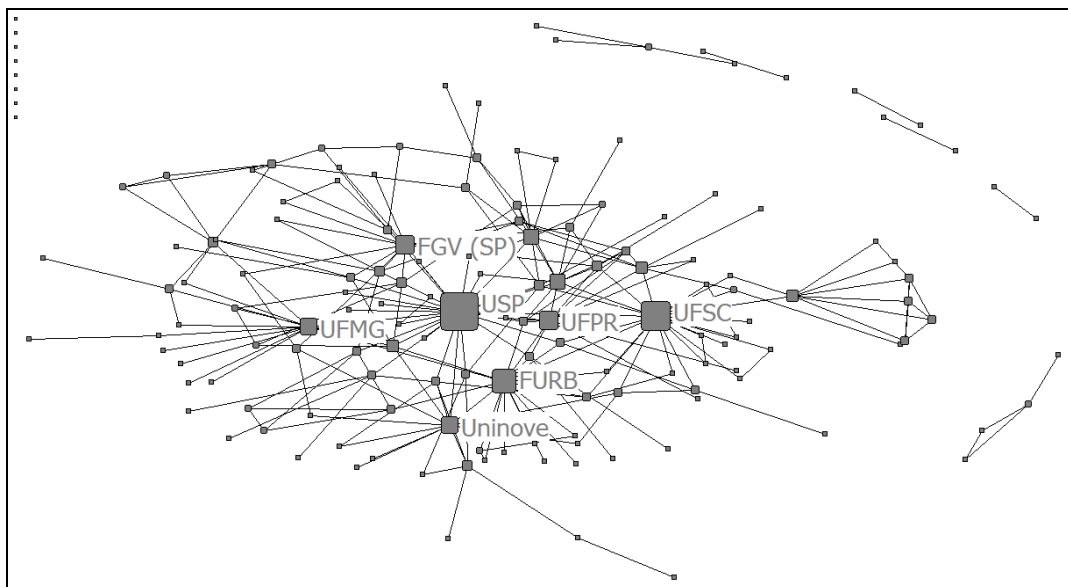 FGV (SP)
USP
UFPR
UFSC
UFMG
FURB
Uninove